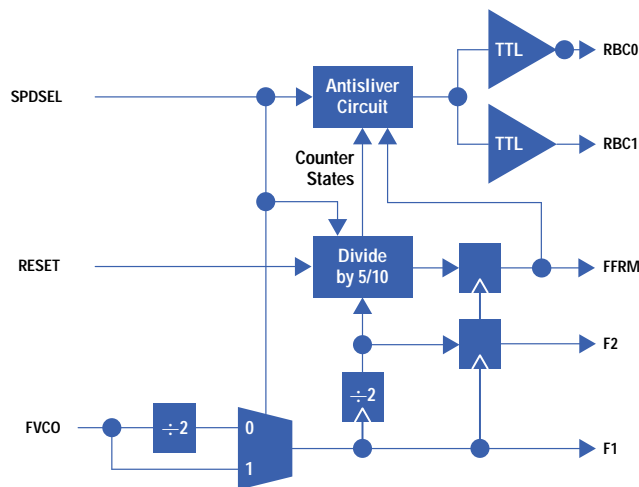 TTL
RBC0
SPDSEL
Antisliver
Circuit
TTL
RBC1
Counter
States
RESET
Divide
by 5/10
FFRM
F2
÷2
FVCO
÷2
0
1
F1